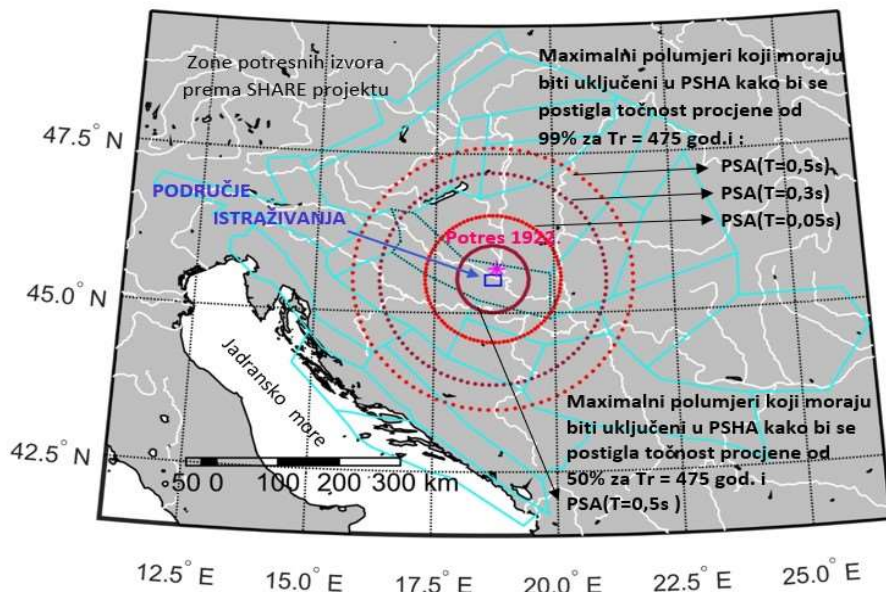 Zone potresnih izvora
prema SHARE projektu
Maximalni polumjeri koji moraju
biti uključeni u PSHA kako bi se
postigla točnost procjene od
99% za Tr = 475 god.i :
PSA(T=0,5s)
PSA(T=0,3s)
PSA(T=0,05s)
PODRUČJE
ISTRAŽIVANJA
Potres 1922
47.5° N
45.0° N
42.5° N
Jadransko more
50 0 100 200 300 km
Maximalni polumjeri koji moraju
biti uključeni u PSHA kako bi se
postigla točnost procjene od
50% za Tr = 475 god. i
PSA(T=0,5s )
12.5° E 15.0° E 17.5° E 20.0° E 22.5° E 25.0° E